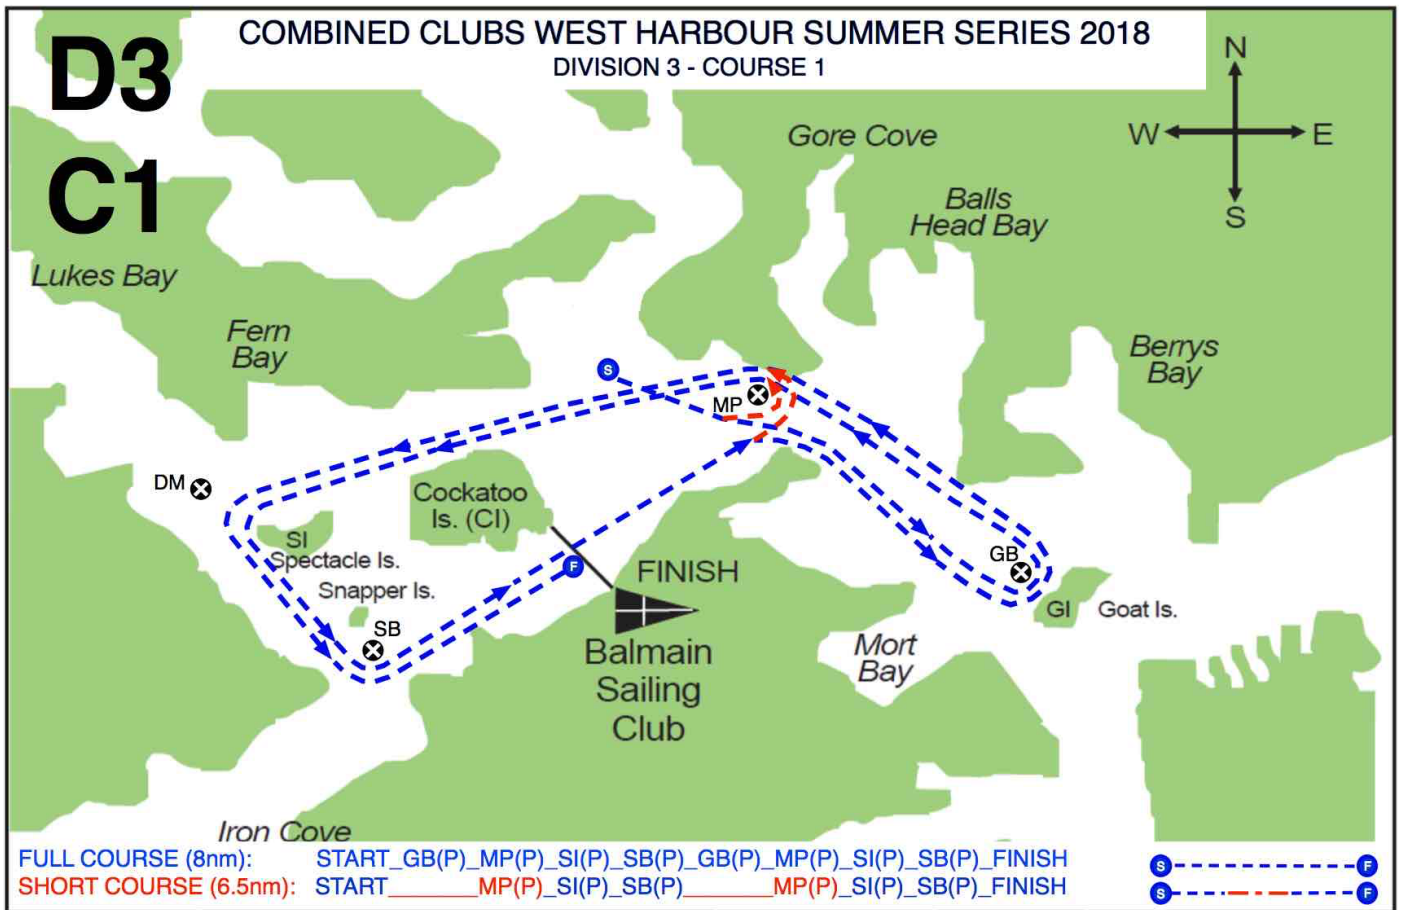 COMBINED CLUBS WEST HARBOUR SUMMER SERIES 2018
DIVISION 3 - COURSE 1
D3
C1
N
W
E
S
Gore Cove
Balls
Head Bay
Lukes Bay
Fern
Bay
Berrys
Bay
S
MP
DM
Cockatoo
Is. (CI)
SI
Spectacle Is.
Snapper Is.
SB
F
FINISH
GB
GI
Goat Is.
Balmain
Sailing
Club
Mort
Bay
Iron Cove
FULL COURSE (8nm): START_GB(P)_MP(P)_SI(P)_SB(P)_GB(P)_MP(P)_SI(P)_SB(P)_FINISH
S F
SHORT COURSE (6.5nm): START_______MP(P)_SI(P)_SB(P)_______MP(P)_SI(P)_SB(P)_FINISH
S F